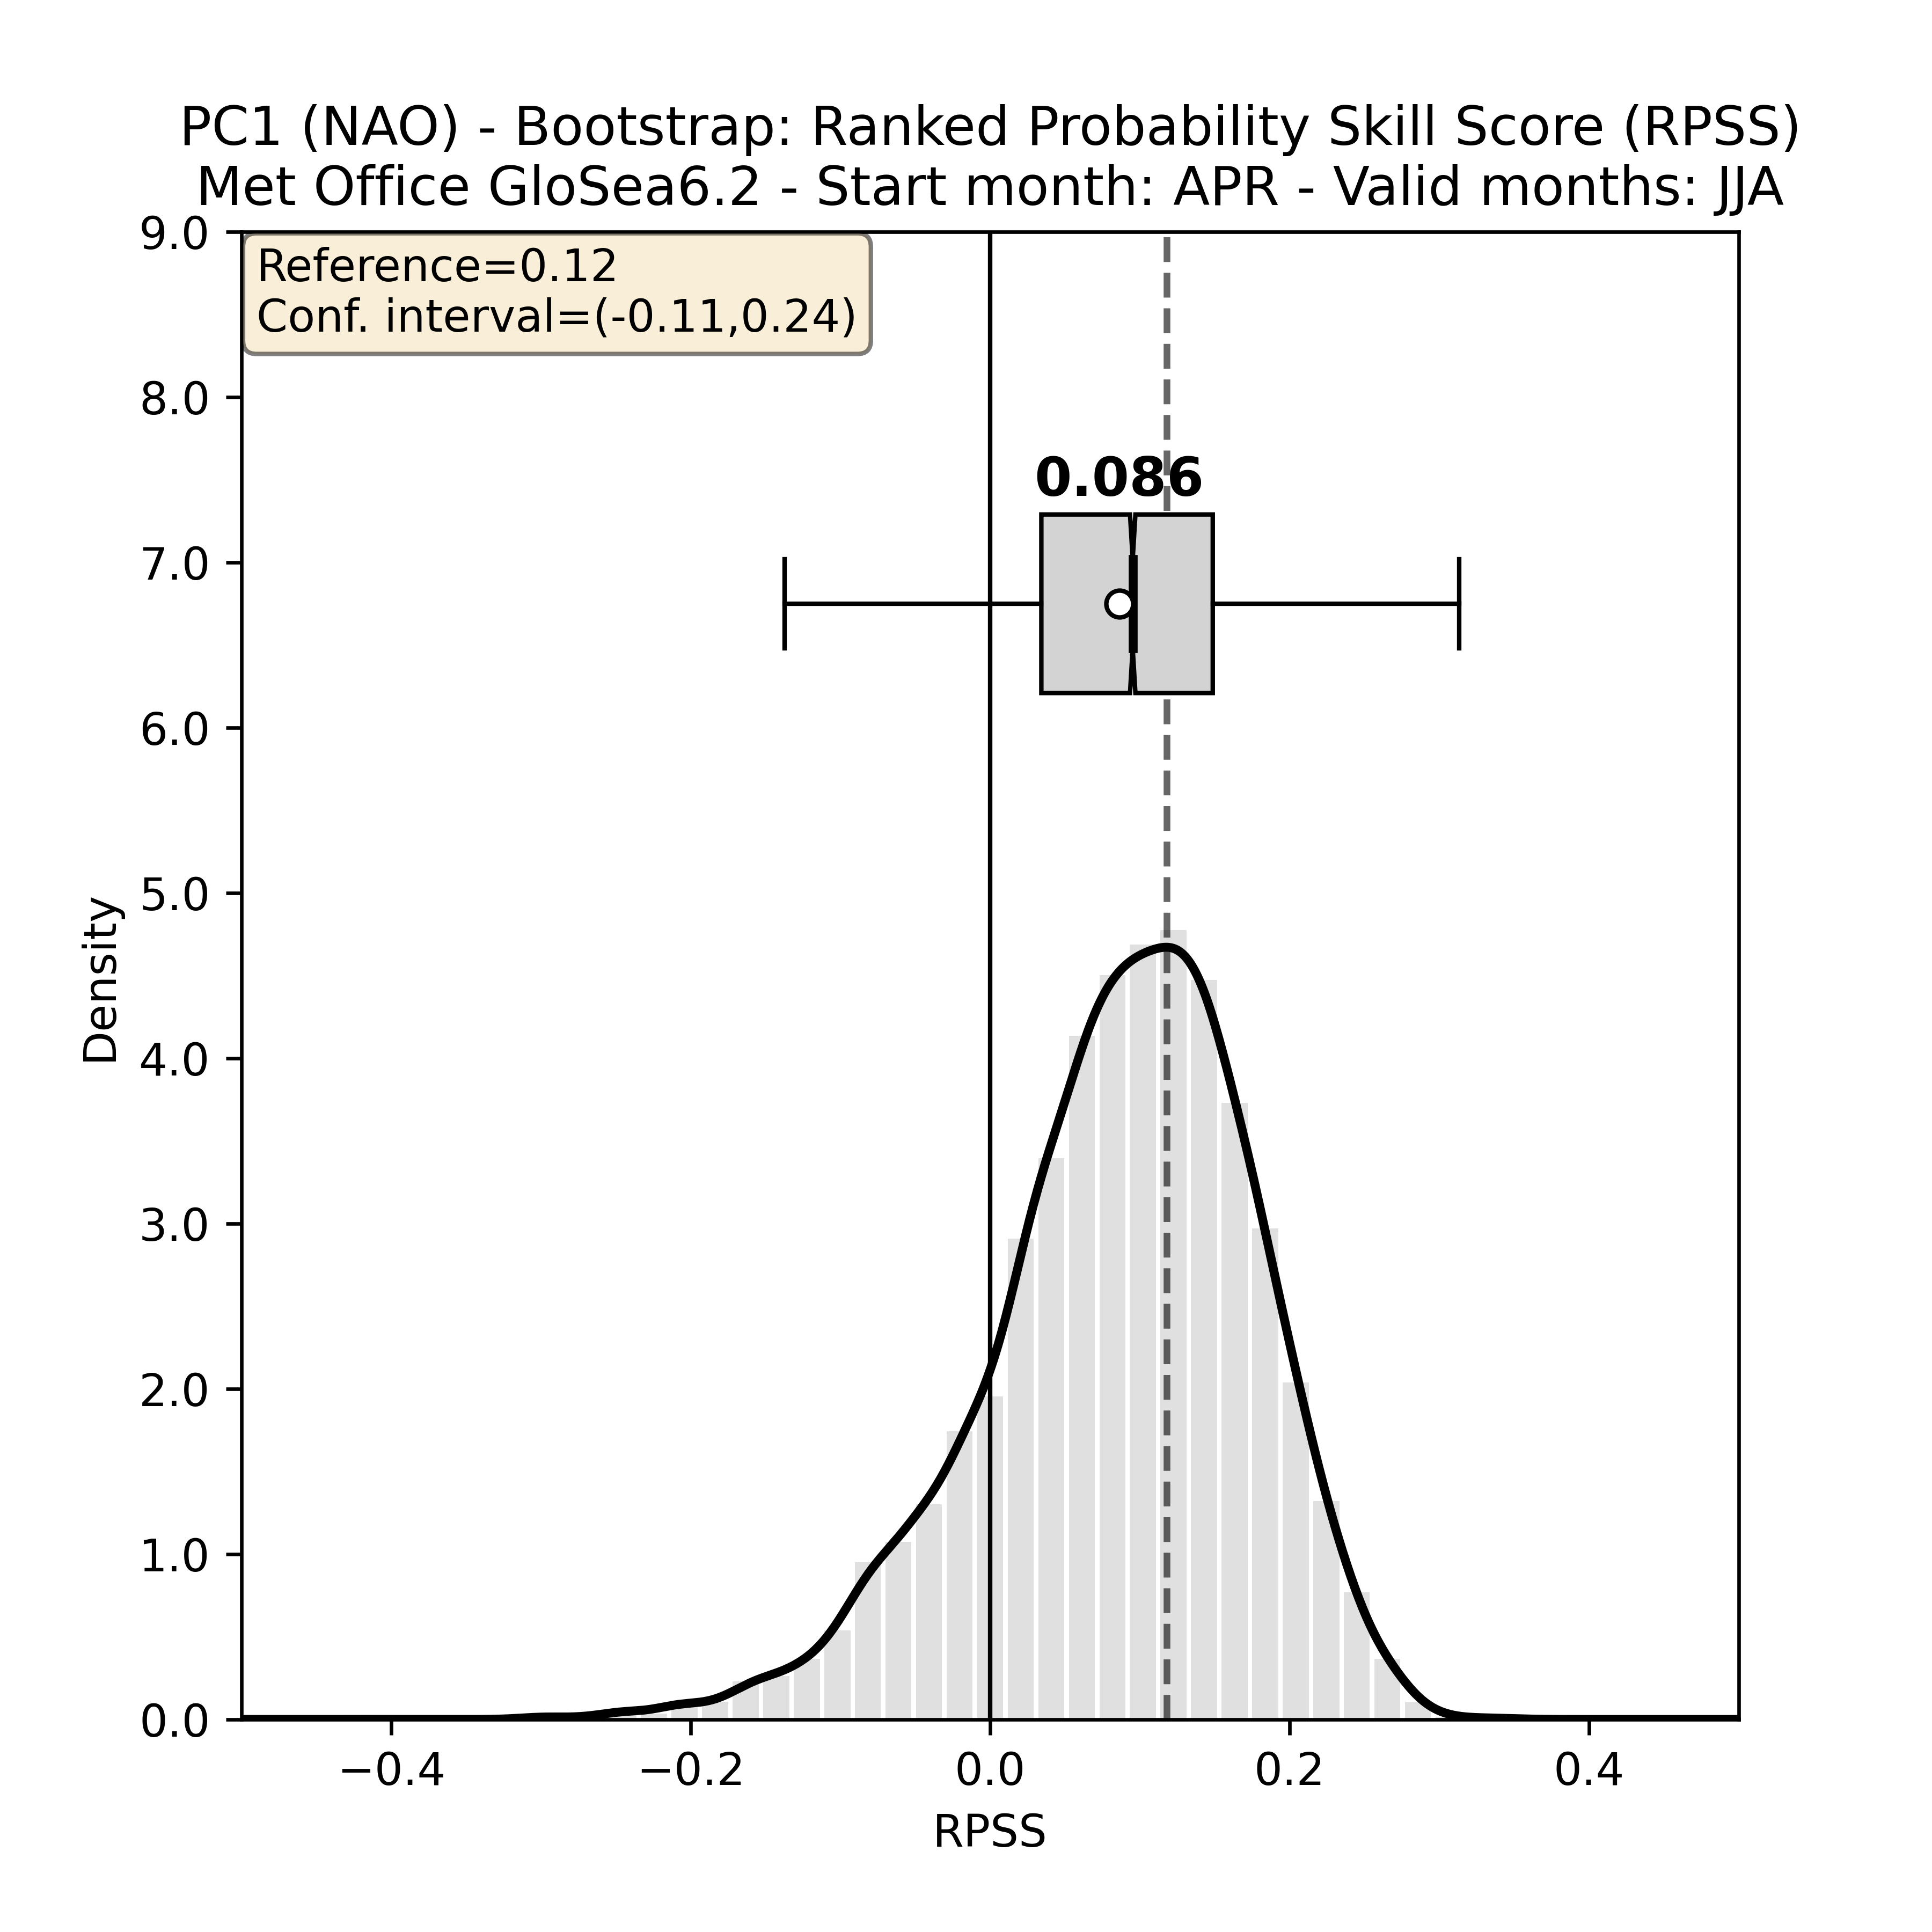 PC1 (NAO) - Bootstrap: Ranked Probability Skill Score (RPSS)
Met Office GloSea6.2 - Start month: APR - Valid months: JJA
9.0
Reference=0.12
Conf. interval=(-0.11,0.24)
8.0
0.086
7.0
6.0
5.0
Density
4.0
3.0
2.0
1.0
0.0
−0.4 −0.2 0.0 0.2 0.4
RPSS